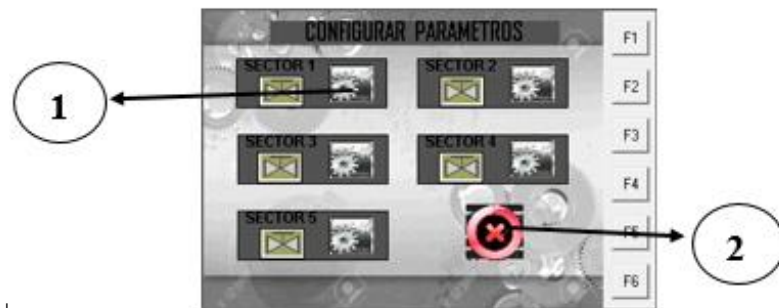 CONFIGURAR PARAMETROS
F1
SECTOR 1
SECTOR 2
F2
1
SECTOR 3
SECTOR 4
F3
F4
SECTOR 5
F5
2
F6